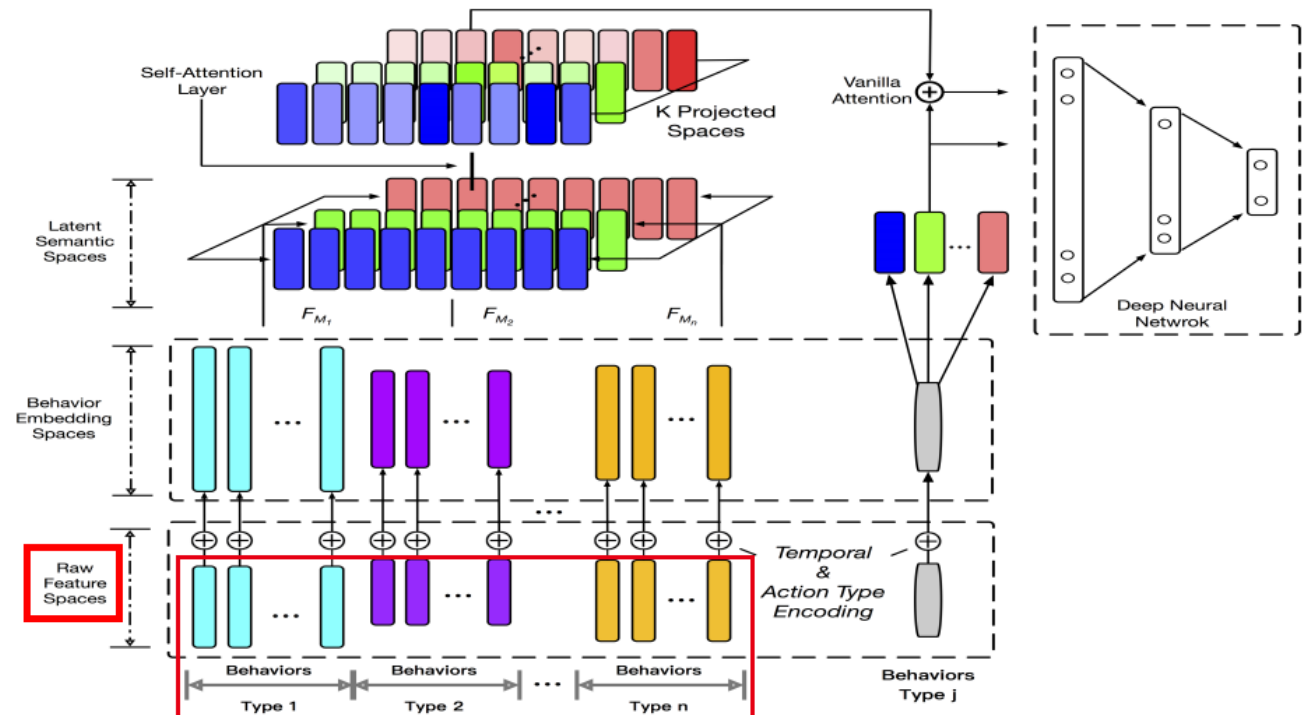 Self-Attention
Layer
K Projected
Spaces
Vanilla
Attention
Latent
Semantic
Spaces
F_{M_1}
F_{M_2}
F_{M_n}
Deep Neural
Netwrok
Behavior
Embedding
Spaces
...
...
...
...
...
Raw
Feature
Spaces
Temporal
&
Action Type
Encoding
...
...
...
Behaviors
Behaviors
...
Behaviors
Type 1
Type 2
Type n
Behaviors
Type j